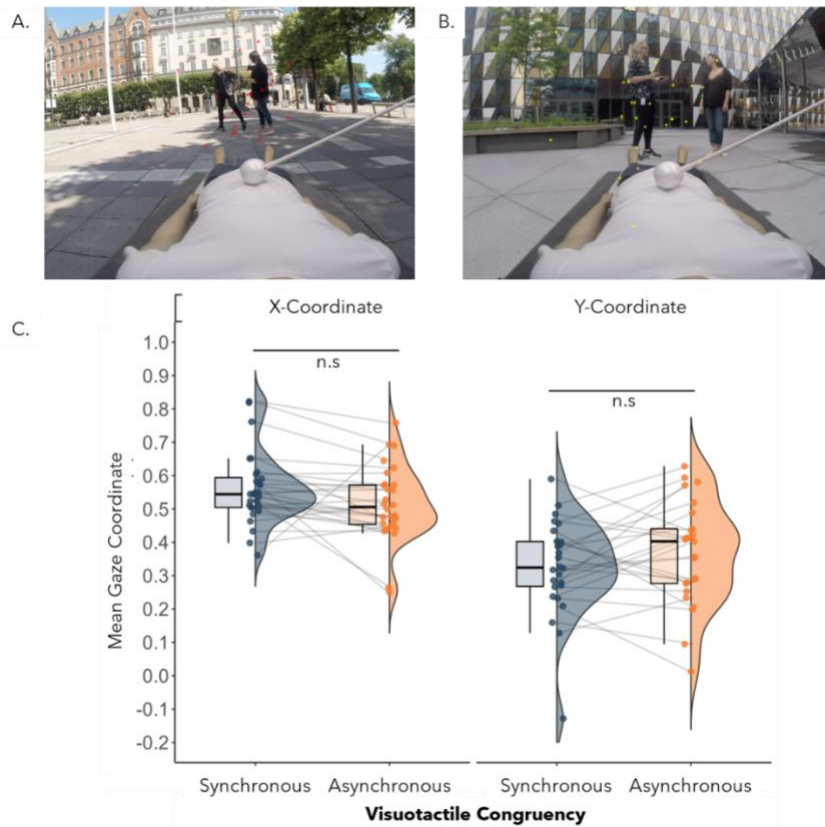 A.
B.
C.
X-Coordinate
Y-Coordinate
n.s
n.s
Mean Gaze Coordinate
1.0
0.9
0.8
0.7
0.6
0.5
0.4
0.3
0.2
0.1
0.0
-0.1
-0.2
Synchronous Asynchronous
Synchronous Asynchronous
Visuotactile Congruency